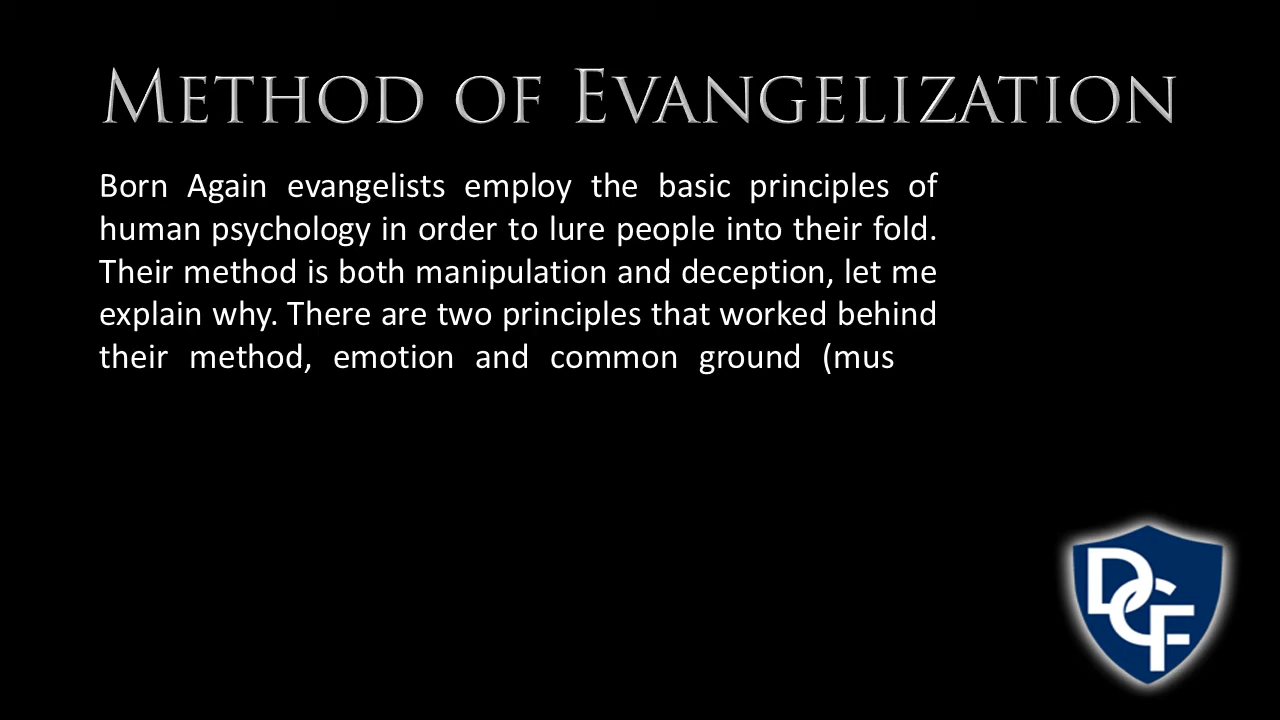 Method of Evangelization
Born Again evangelists employ the basic principles of
human psychology in order to lure people into their fold.
Their method is both manipulation and deception, let me
explain why. There are two principles that worked behind
their method, emotion and common ground (mus
DCF